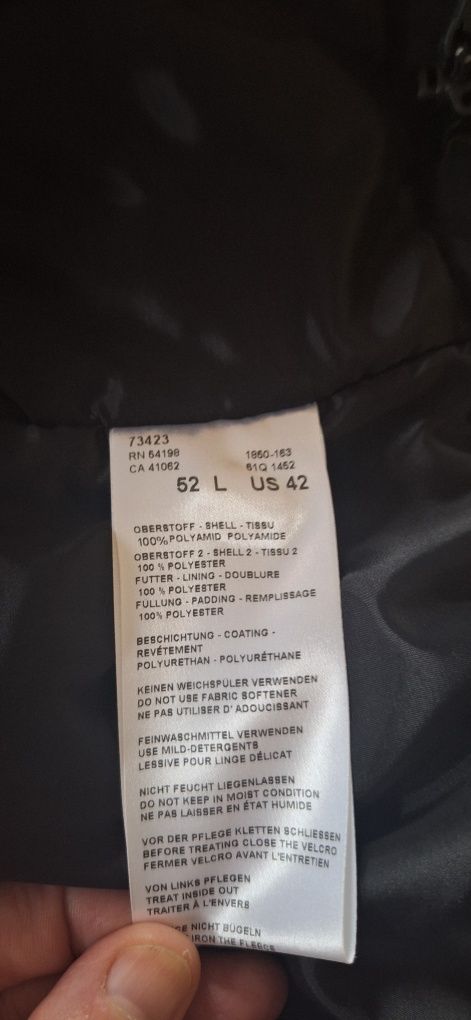 73423
RN 54198 1860-163
CA 41062 61Q 1452
52 L US 42
OBERSTOFF - SHELL - TISSU
100% POLYAMID POLYAMIDE
OBERSTOFF 2 - SHELL 2 - TISSU 2
100 % POLYESTER
FUTTER - LINING - DOUBLURE
100 % POLYESTER
FÜLLUNG - PADDING - REMPLISSAGE
100% POLYESTER
BESCHICHTUNG - COATING -
REVÊTEMENT
POLYURETHAN - POLYURÉTHANE
KEINEN WEICHSPÜLER VERWENDEN
DO NOT USE FABRIC SOFTENER
NE PAS UTILISER D' ADOUCISSANT
FEINWASCHMITTEL VERWENDEN
USE MILD-DETERGENTS
LESSIVE POUR LINGE DÉLICAT
NICHT FEUCHT LIEGENLASSEN
DO NOT KEEP IN MOIST CONDITION
NE PAS LAISSER EN ÉTAT HUMIDE
VOR DER PFLEGE KLETTEN SCHLIESSEN
BEFORE TREATING CLOSE THE VELCRO
FERMER VELCRO AVANT L'ENTRETIEN
VON LINKS PFLEGEN
TREAT INSIDE OUT
TRAITER À L'ENVERS
NICHT BÜGELN
IRON THE FLEECE